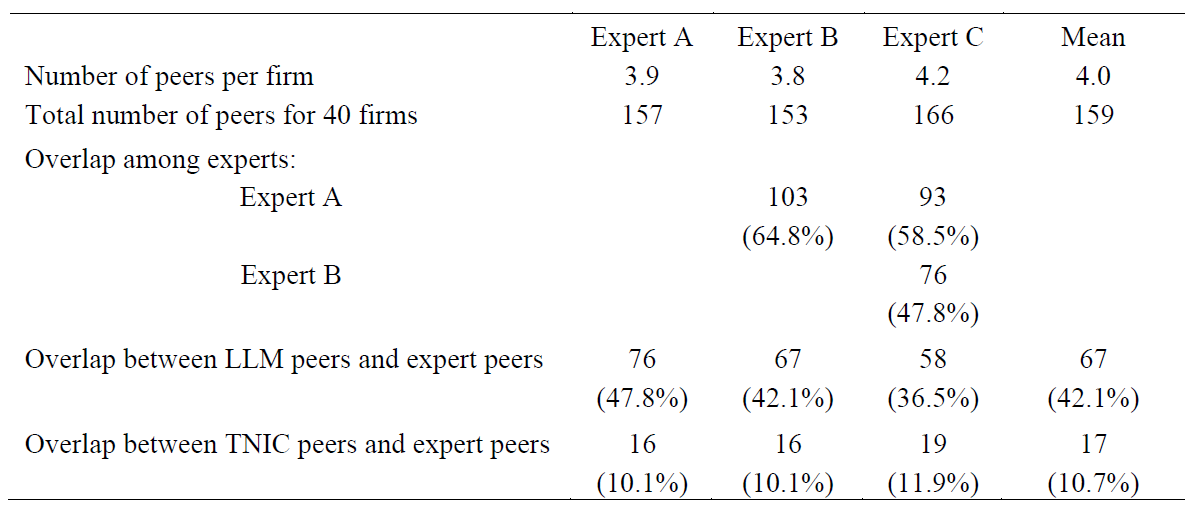 Expert A Expert B Expert C Mean
Number of peers per firm 3.9 3.8 4.2 4.0
Total number of peers for 40 firms 157 153 166 159
Overlap among experts:
Expert A 103 93
(64.8%) (58.5%)
Expert B 76
(47.8%)
Overlap between LLM peers and expert peers 76 67 58 67
(47.8%) (42.1%) (36.5%) (42.1%)
Overlap between TNIC peers and expert peers 16 16 19 17
(10.1%) (10.1%) (11.9%) (10.7%)